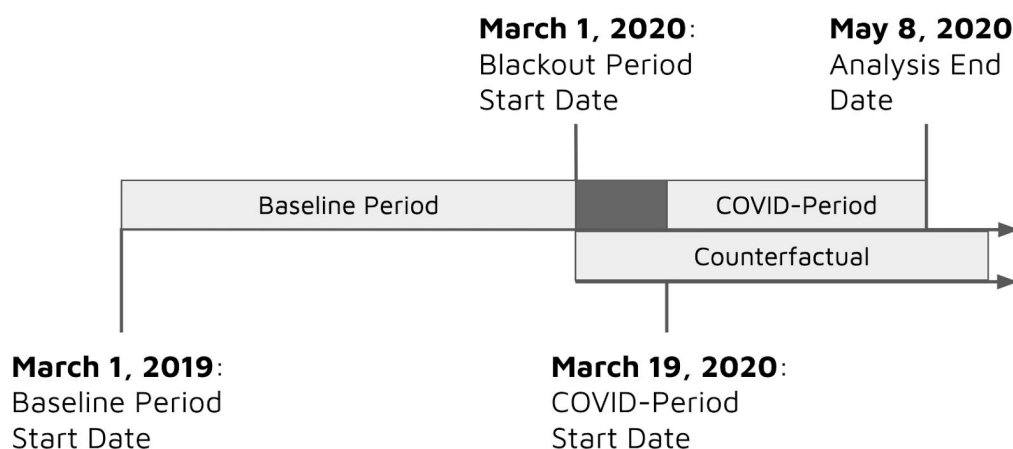 March 1, 2020:
Blackout Period
Start Date
May 8, 2020
Analysis End
Date
Baseline Period
COVID-Period
Counterfactual
March 1, 2019:
Baseline Period
Start Date
March 19, 2020:
COVID-Period
Start Date